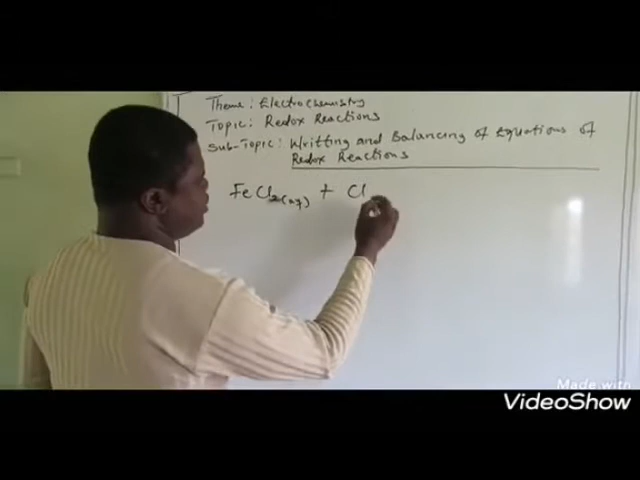 Theme: Electrochemistry
Topic: Redox Reactions
Sub-Topic: Writting and Balancing of Equations of
Redox Reactions
FeCl₂(aq) + Cl
Made with
VideoShow